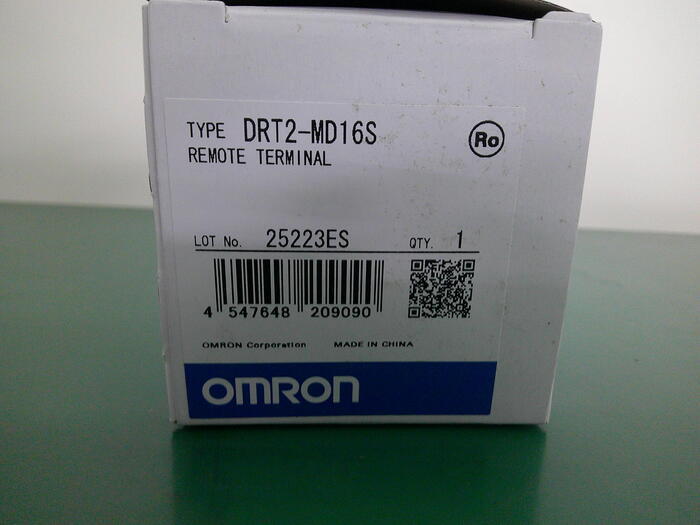 TYPE DRT2-MD16S
Ro
REMOTE TERMINAL
LOT No. 25223ES QTY. 1
4 547648 209090
OMRON Corporation MADE IN CHINA
OMRON